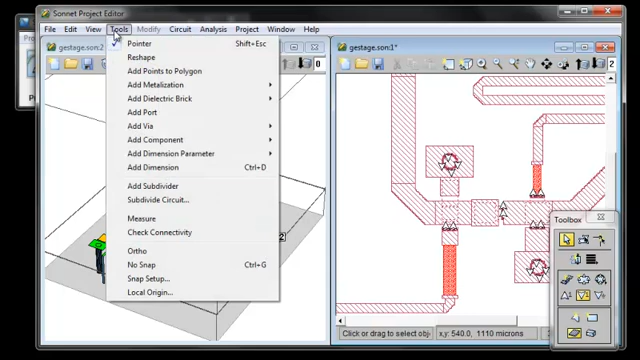 Sonnet Project Editor
File Edit View Tools Modify Circuit Analysis Project Window Help
gestage.son:2
gestage.son:1*
0
2
Pointer Shift+Esc
Reshape
Add Points to Polygon
Add Metalization
Add Dielectric Brick
Add Port
Add Via
Add Component
Add Dimension Parameter
Add Dimension Ctrl+D
Add Subdivider
Subdivide Circuit...
Measure
Check Connectivity
Ortho
No Snap Ctrl+G
Snap Setup...
Local Origin...
2
Toolbox
Click or drag to select obj
x,y: 540.0, 1110 microns